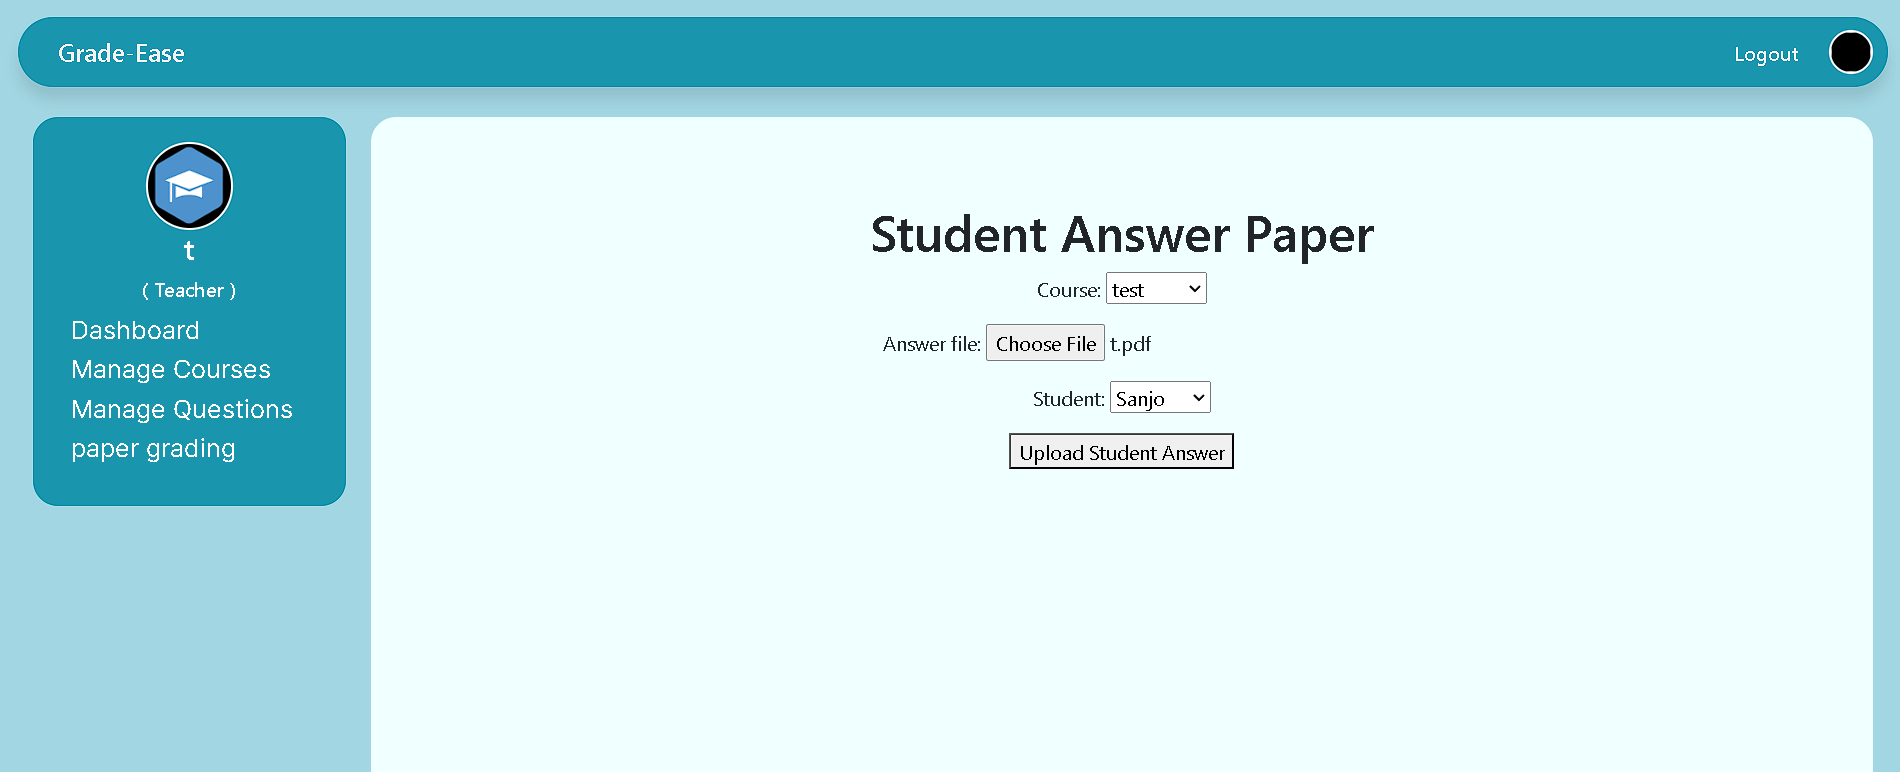 Grade-Ease
Logout
t
( Teacher )
Dashboard
Manage Courses
Manage Questions
paper grading
Student Answer Paper
Course: test
Answer file: Choose File t.pdf
Student: Sanjo
Upload Student Answer